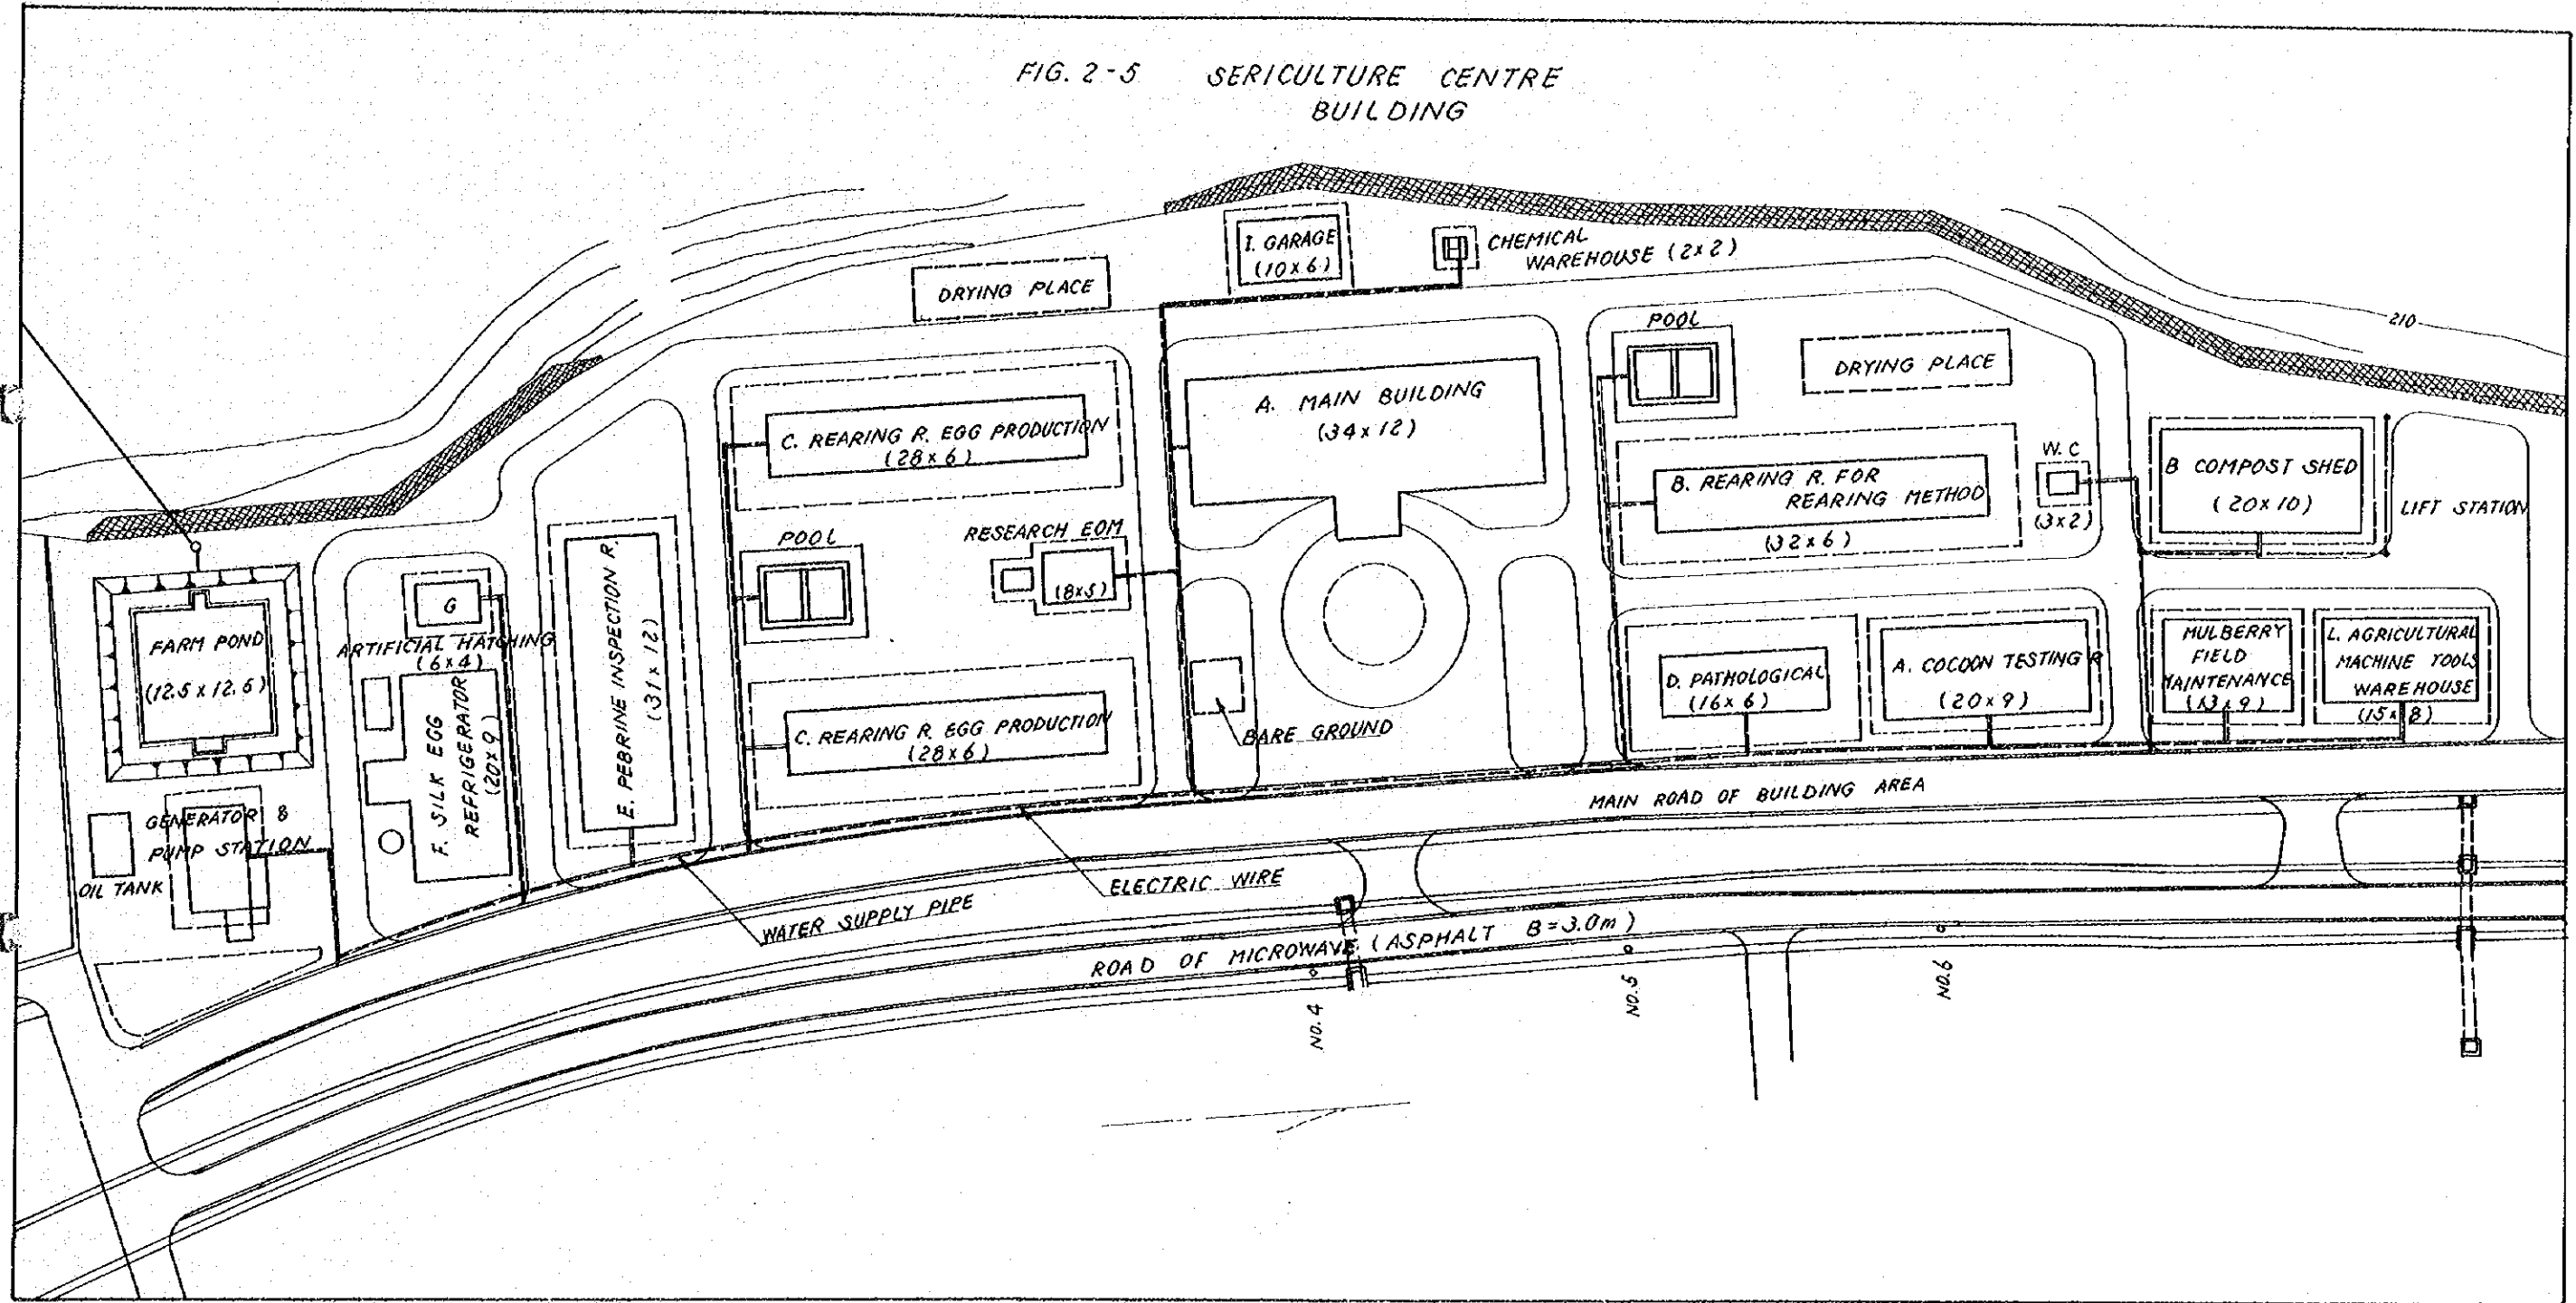 FIG. 2-5 SERICULTURE CENTRE
BUILDING
I. GARAGE
(10x6)
H
CHEMICAL
WAREHOUSE (2x2)
DRYING PLACE
210
POOL
DRYING PLACE
A. MAIN BUILDING
(34x12)
C. REARING R. EGG PRODUCTION
(28x6)
W.C
(3x2)
B COMPOST SHED
(20x10)
LIFT STATION
B. REARING R. FOR
REARING METHOD
(32x6)
POOL
RESEARCH EOM
(8x5)
E. PEBRINE INSPECTION R.
(31x12)
G
ARTIFICIAL HATCHING
(6x4)
FARM POND
(12.5 x 12.5)
F. SILK EGG
REFRIGERATOR
(20x9)
MULBERRY
FIELD
MAINTENANCE
(13x9)
L. AGRICULTURAL
MACHINE TOOLS
WAREHOUSE
(15x8)
D. PATHOLOGICAL
(16x6)
A. COCOON TESTING R
(20x9)
C. REARING R. EGG PRODUCTION
(28x6)
BARE GROUND
MAIN ROAD OF BUILDING AREA
GENERATOR &
PUMP STATION
OIL TANK
ELECTRIC WIRE
WATER SUPPLY PIPE
ROAD OF MICROWAVE (ASPHALT B=3.0m)
NO.4
NO.5
NO.6